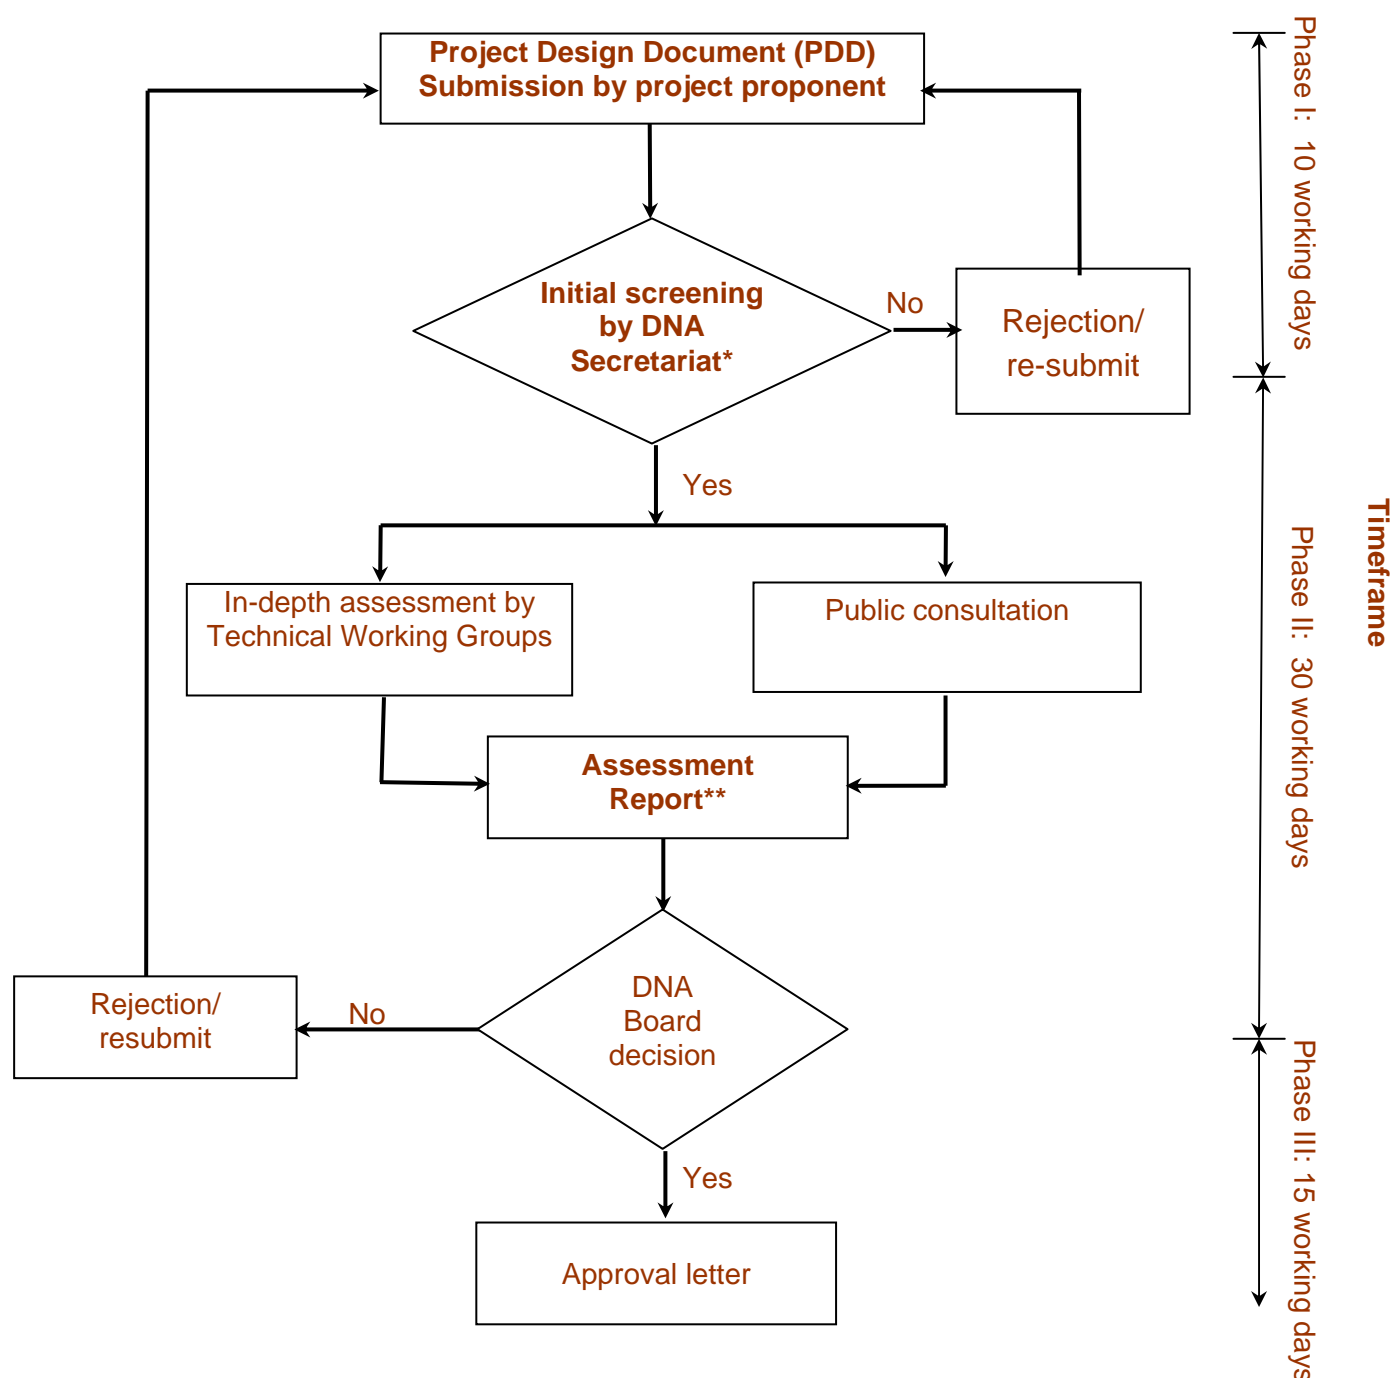 Project Design Document (PDD)
Submission by project proponent
Initial screening
by DNA
Secretariat*
No
Rejection/
re-submit
Yes
In-depth assessment by
Technical Working Groups
Public consultation
Assessment
Report**
DNA
Board
decision
No
Rejection/
resubmit
Yes
Approval letter
Phase I: 10 working days
Phase II: 30 working days
Phase III: 15 working days
Timeframe